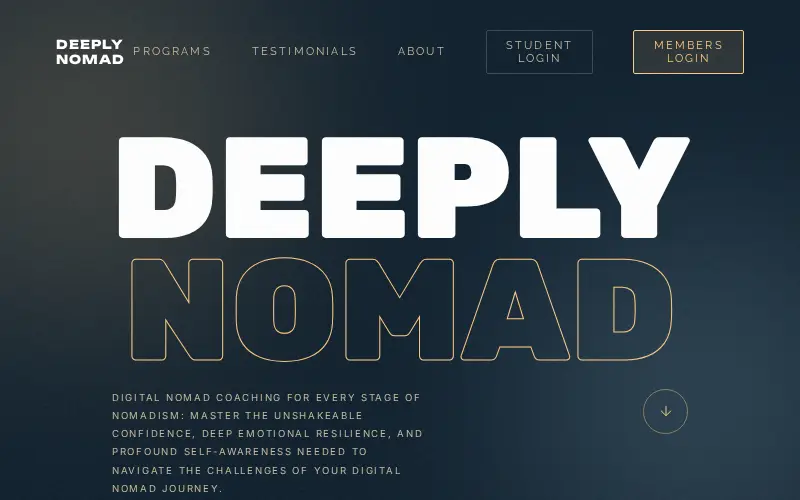 DEEPLY
NOMAD
PROGRAMS
TESTIMONIALS
ABOUT
STUDENT
LOGIN
MEMBERS
LOGIN
DEEPLY
NOMAD
DIGITAL NOMAD COACHING FOR EVERY STAGE OF
NOMADISM: MASTER THE UNSHAKEABLE
CONFIDENCE, DEEP EMOTIONAL RESILIENCE, AND
PROFOUND SELF-AWARENESS NEEDED TO
NAVIGATE THE CHALLENGES OF YOUR DIGITAL
NOMAD JOURNEY.